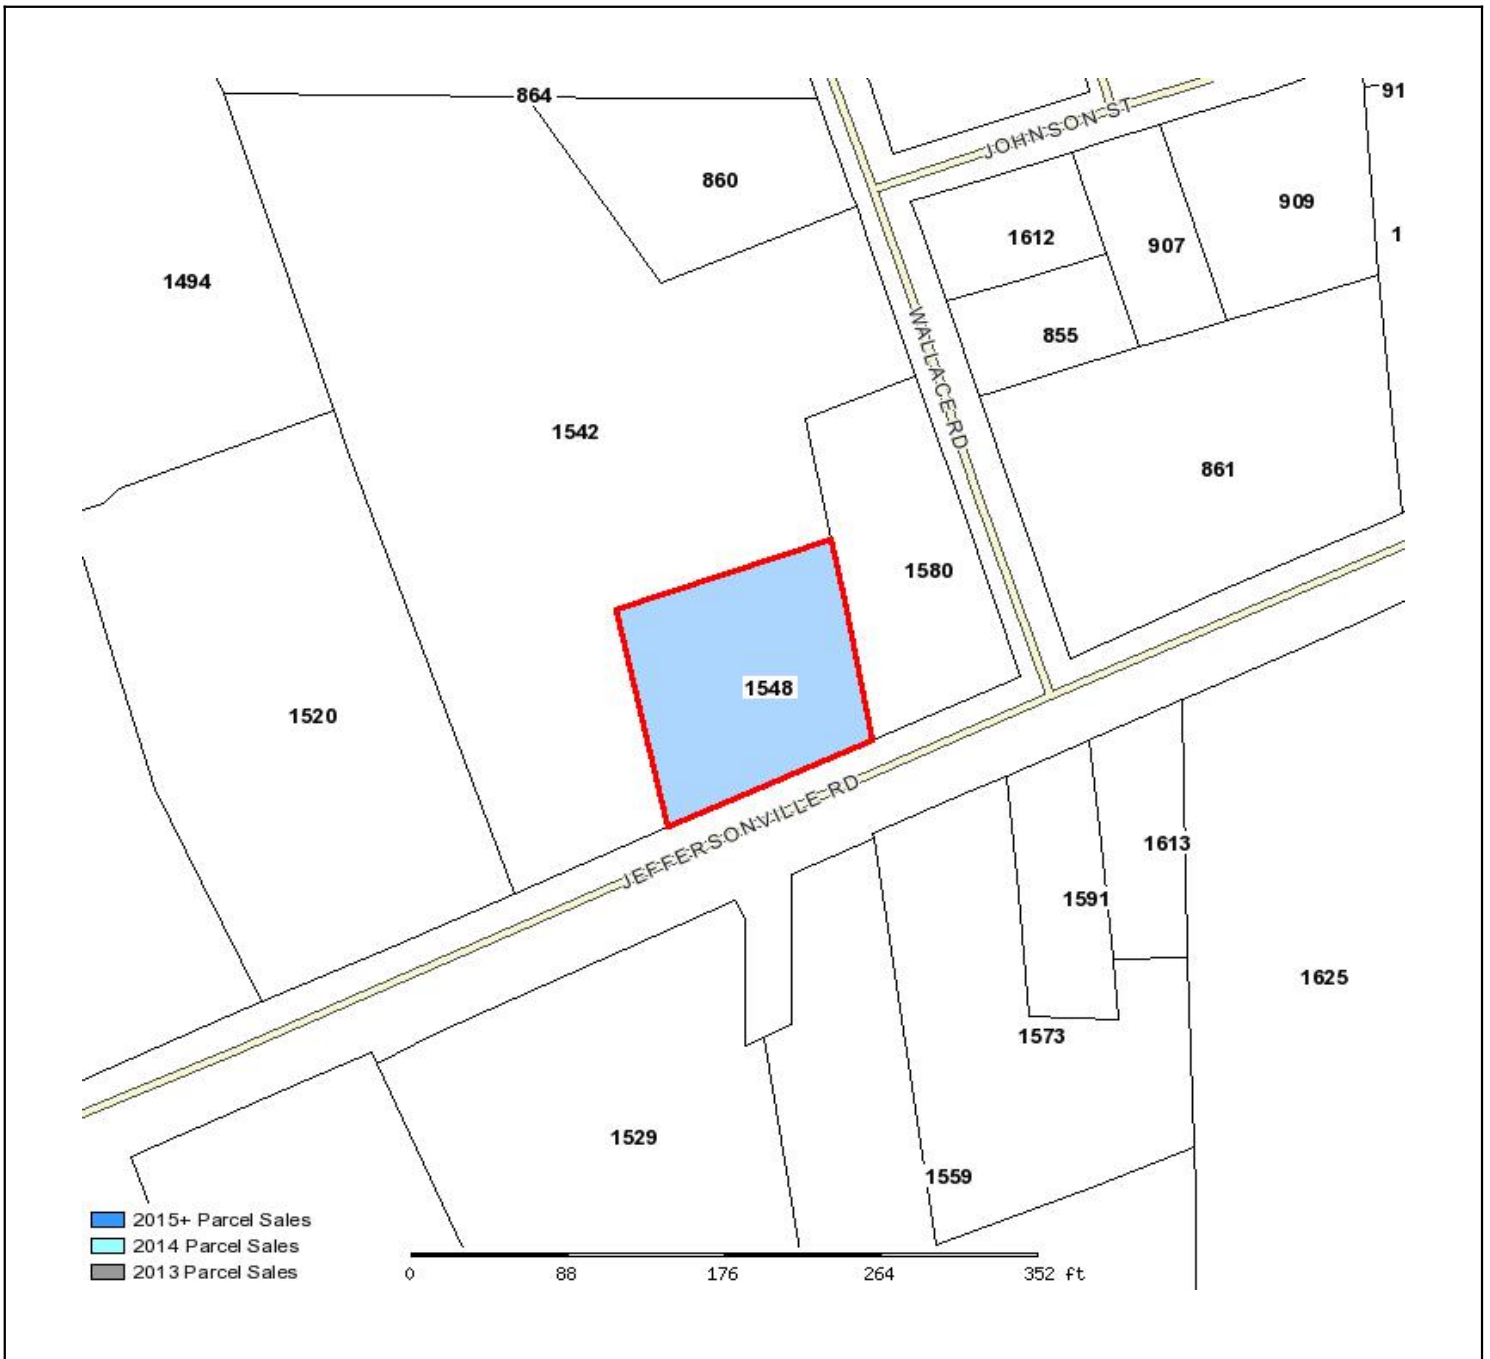 864
91
JOHNSON ST
860
909
1612
907
1
1494
WALLACE RD
855
1542
861
1580
1548
1520
JEFFERSONVILLE RD
1613
1591
1625
1573
1529
1559
2015+ Parcel Sales
2014 Parcel Sales
2013 Parcel Sales
0 88 176 264 352 ft